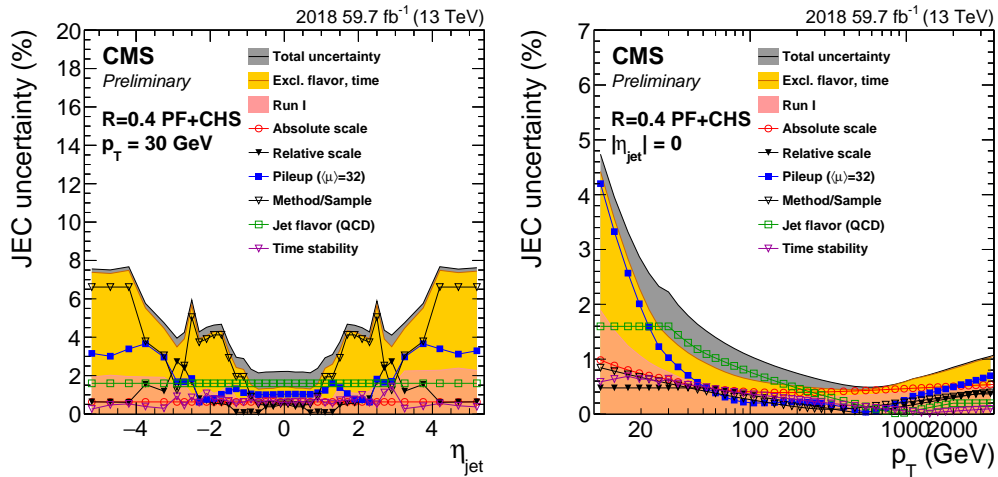 2018 59.7 fb⁻¹ (13 TeV)
JEC uncertainty (%)
20
18
16
14
12
10
8
6
4
2
0
CMS
Preliminary
R=0.4 PF+CHS
p_T = 30 GeV
Total uncertainty
Excl. flavor, time
Run I
Absolute scale
Relative scale
Pileup (⟨μ⟩=32)
Method/Sample
Jet flavor (QCD)
Time stability
−4 −2 0 2 4
η_jet
2018 59.7 fb⁻¹ (13 TeV)
JEC uncertainty (%)
7
6
5
4
3
2
1
0
CMS
Preliminary
R=0.4 PF+CHS
|η_jet| = 0
Total uncertainty
Excl. flavor, time
Run I
Absolute scale
Relative scale
Pileup (⟨μ⟩=32)
Method/Sample
Jet flavor (QCD)
Time stability
20 100 200 1000 2000
p_T (GeV)